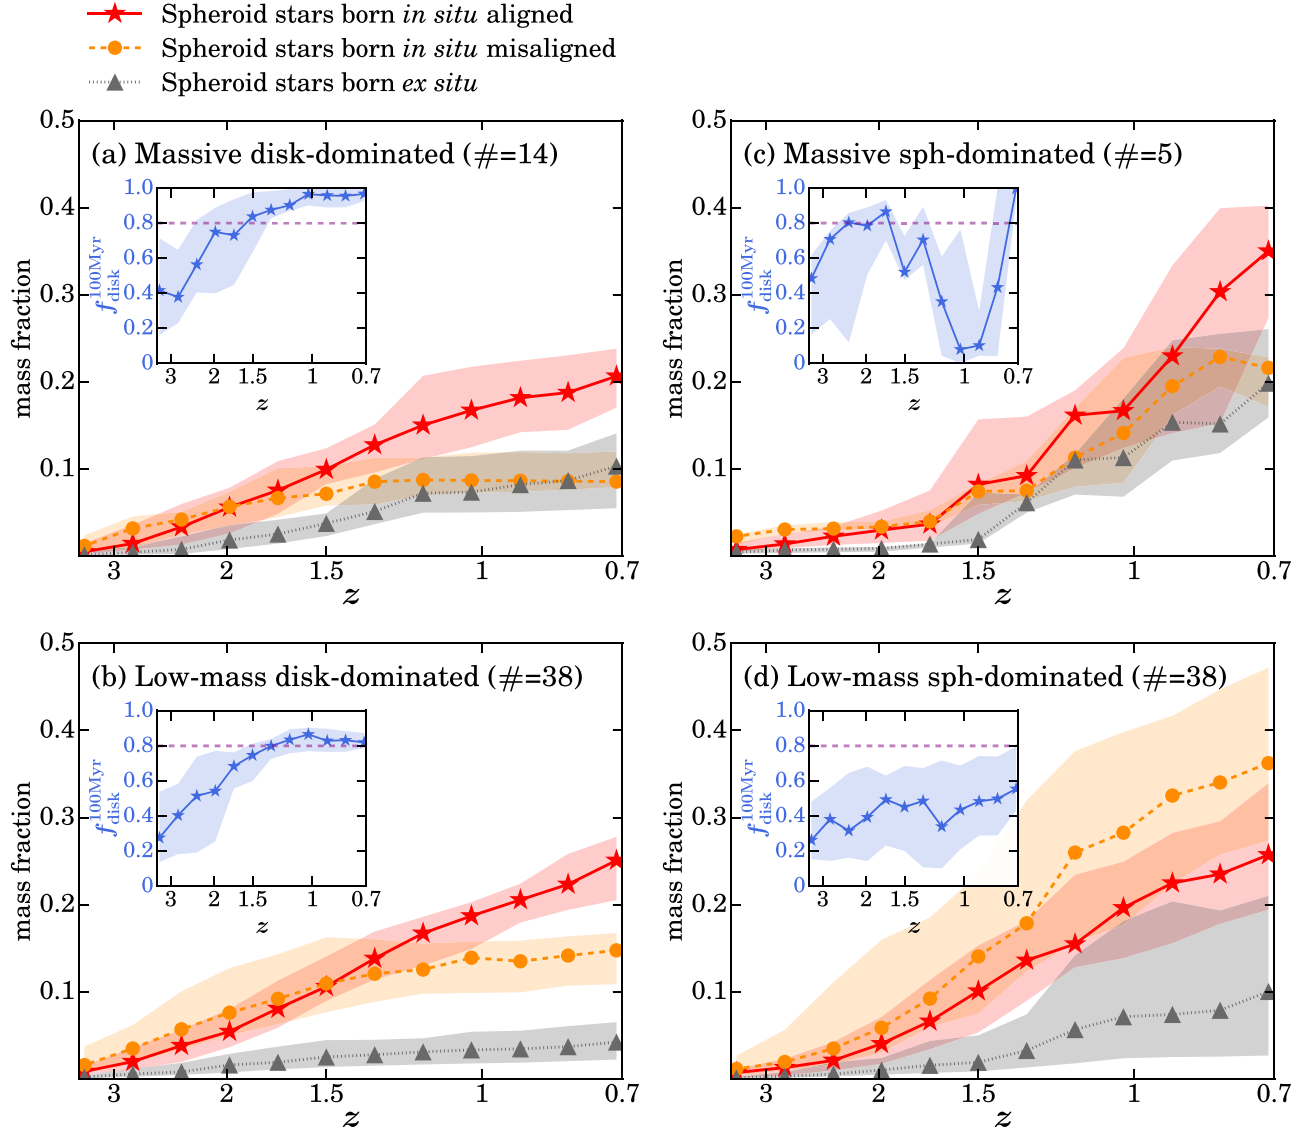 Spheroid stars born in situ aligned
Spheroid stars born in situ misaligned
Spheroid stars born ex situ
(a) Massive disk-dominated (#=14)
mass fraction
0.5
0.4
0.3
0.2
0.1
3 2 1.5 1 0.7
z
f_disk^100Myr
1.0
0.8
0.6
0.4
0.2
0
3 2 1.5 1 0.7
z
(c) Massive sph-dominated (#=5)
mass fraction
0.5
0.4
0.3
0.2
0.1
3 2 1.5 1 0.7
z
f_disk^100Myr
1.0
0.8
0.6
0.4
0.2
0
3 2 1.5 1 0.7
z
(b) Low-mass disk-dominated (#=38)
mass fraction
0.5
0.4
0.3
0.2
0.1
3 2 1.5 1 0.7
z
f_disk^100Myr
1.0
0.8
0.6
0.4
0.2
0
3 2 1.5 1 0.7
z
(d) Low-mass sph-dominated (#=38)
mass fraction
0.5
0.4
0.3
0.2
0.1
3 2 1.5 1 0.7
z
f_disk^100Myr
1.0
0.8
0.6
0.4
0.2
0
3 2 1.5 1 0.7
z